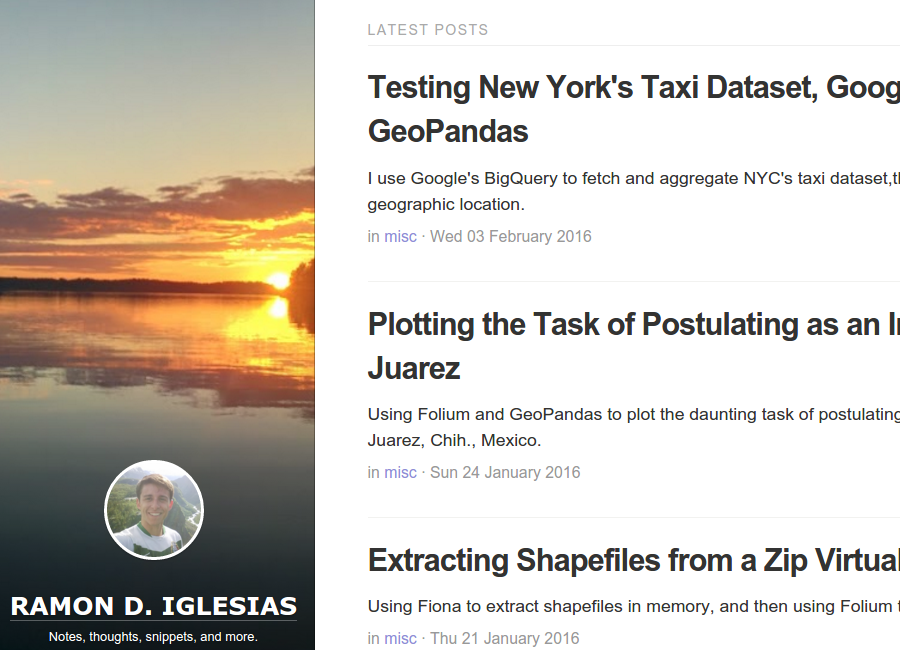 LATEST POSTS
Testing New York's Taxi Dataset, Goog
GeoPandas
I use Google's BigQuery to fetch and aggregate NYC's taxi dataset,
geographic location.
in misc · Wed 03 February 2016
Plotting the Task of Postulating as an
Juarez
Using Folium and GeoPandas to plot the daunting task of postulating
Juarez, Chih., Mexico.
in misc · Sun 24 January 2016
Extracting Shapefiles from a Zip Virtual
Using Fiona to extract shapefiles in memory, and then using Folium
in misc · Thu 21 January 2016
RAMON D. IGLESIAS
Notes, thoughts, snippets, and more.